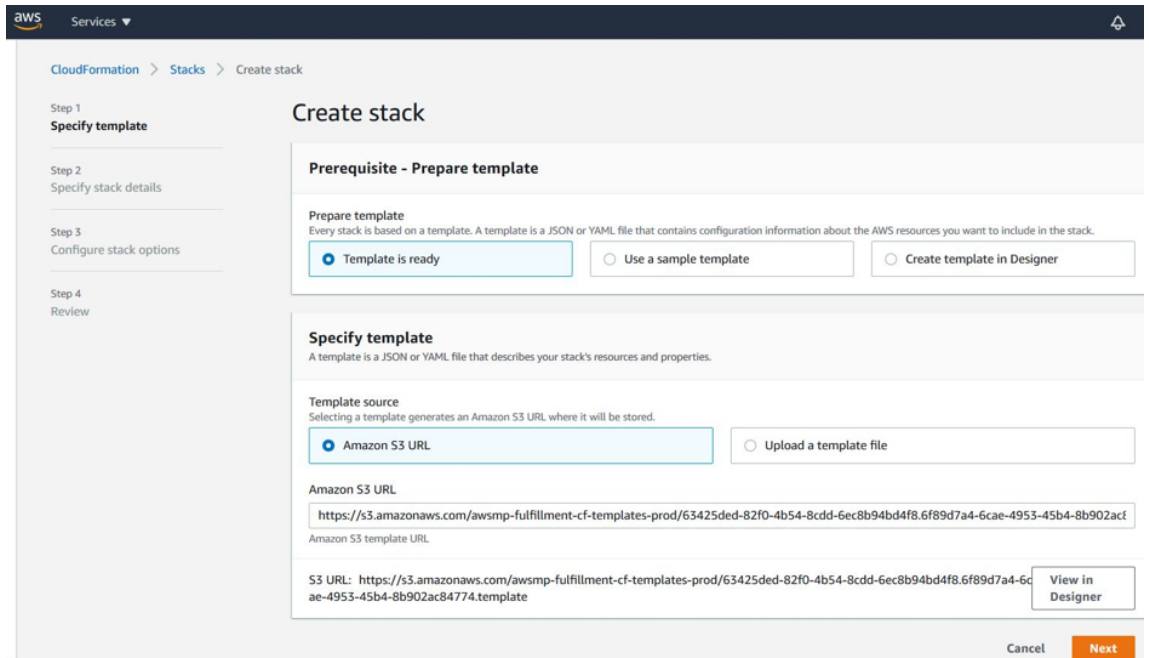 aws
Services ▼
CloudFormation > Stacks > Create stack
Step 1
Specify template
Step 2
Specify stack details
Step 3
Configure stack options
Step 4
Review
Create stack
Prerequisite - Prepare template
Prepare template
Every stack is based on a template. A template is a JSON or YAML file that contains configuration information about the AWS resources you want to include in the stack.
Template is ready
Use a sample template
Create template in Designer
Specify template
A template is a JSON or YAML file that describes your stack's resources and properties.
Template source
Selecting a template generates an Amazon S3 URL where it will be stored.
Amazon S3 URL
Upload a template file
Amazon S3 URL
https://s3.amazonaws.com/awsmp-fulfillment-cf-templates-prod/63425ded-82f0-4b54-8cdd-6ec8b94bd4f8.6f89d7a4-6cae-4953-45b4-8b902ac8
Amazon S3 template URL
S3 URL: https://s3.amazonaws.com/awsmp-fulfillment-cf-templates-prod/63425ded-82f0-4b54-8cdd-6ec8b94bd4f8.6f89d7a4-6c
ae-4953-45b4-8b902ac84774.template
View in
Designer
Cancel
Next